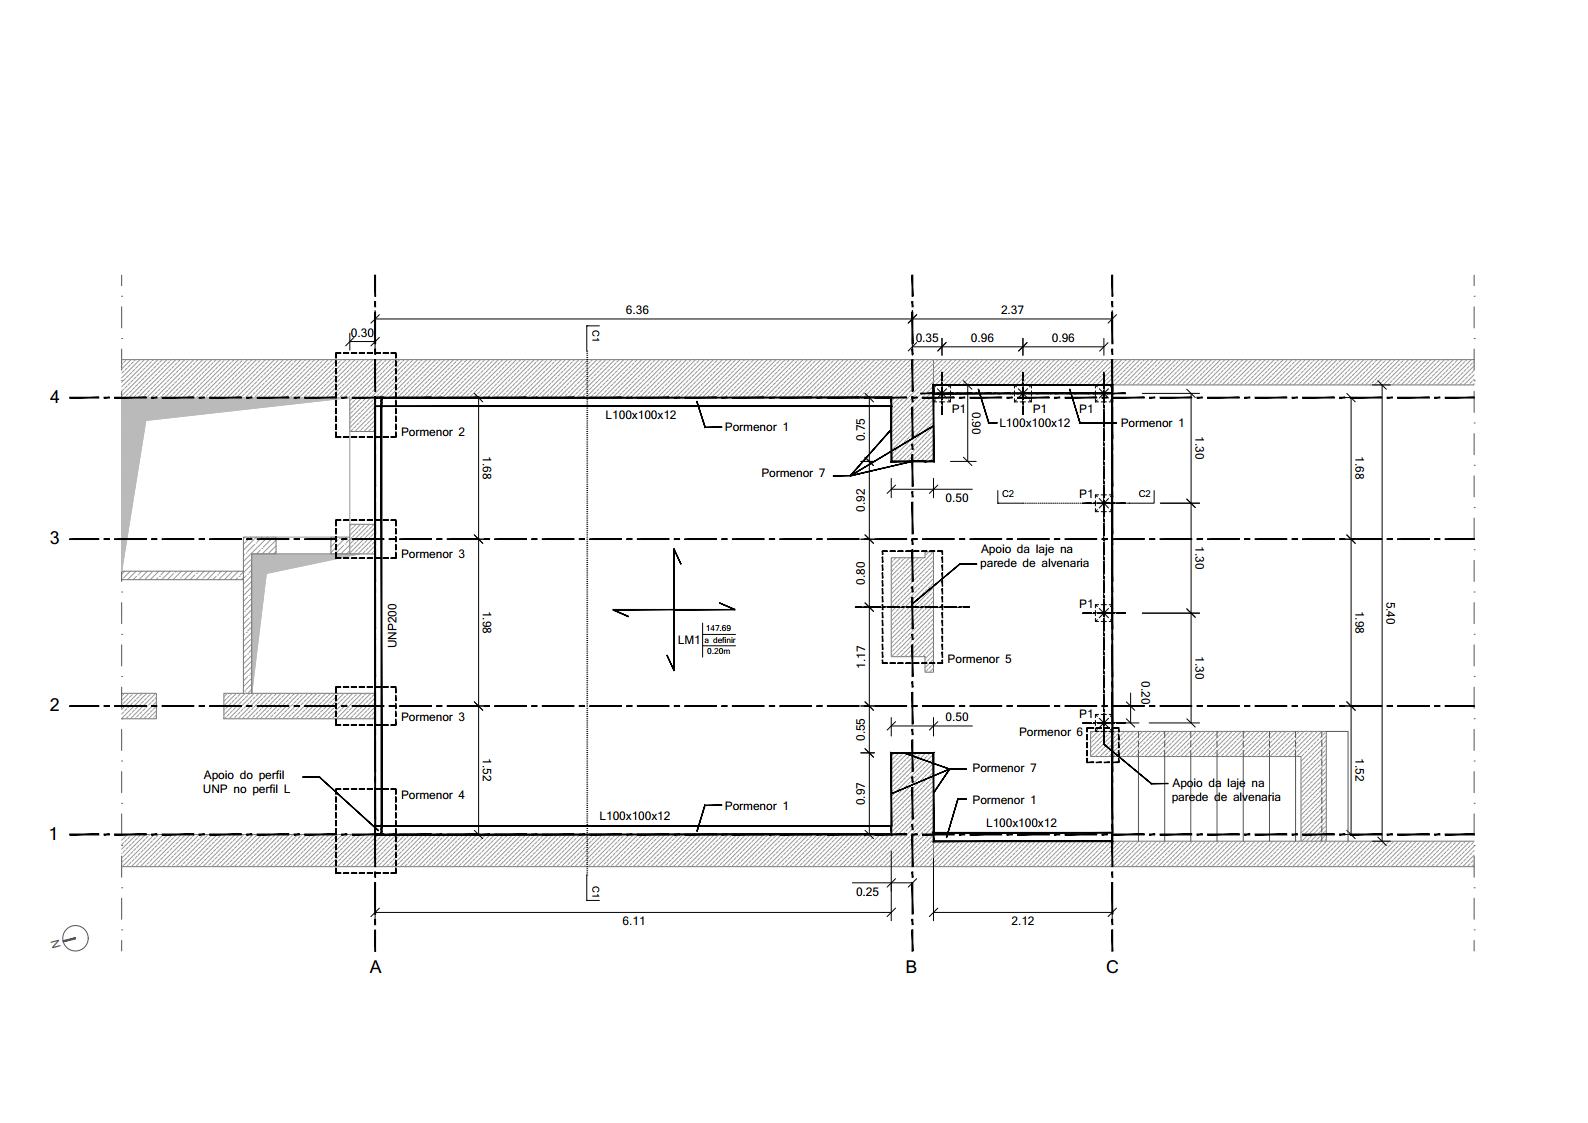 6.36
2.37
0.30
C1
0.35
0.96
0.96
4
L100x100x12
Pormenor 1
P1
P1
P1
L100x100x12
Pormenor 1
Pormenor 2
0.75
0.90
1.30
1.68
Pormenor 7
1.68
0.92
0.50
C2
P1
C2
3
Pormenor 3
Apoio da laje na
parede de alvenaria
0.80
1.30
UNP200
1.98
LM1
147.69
a definir
0.20m
P1
5.40
1.98
1.17
Pormenor 5
1.30
0.20
2
Pormenor 3
0.50
P1
0.55
Pormenor 6
Apoio do perfil
UNP no perfil L
1.52
Pormenor 7
1.52
Apoio da laje na
parede de alvenaria
Pormenor 4
0.97
Pormenor 1
Pormenor 1
L100x100x12
L100x100x12
1
C1
0.25
6.11
2.12
N
A
B
C